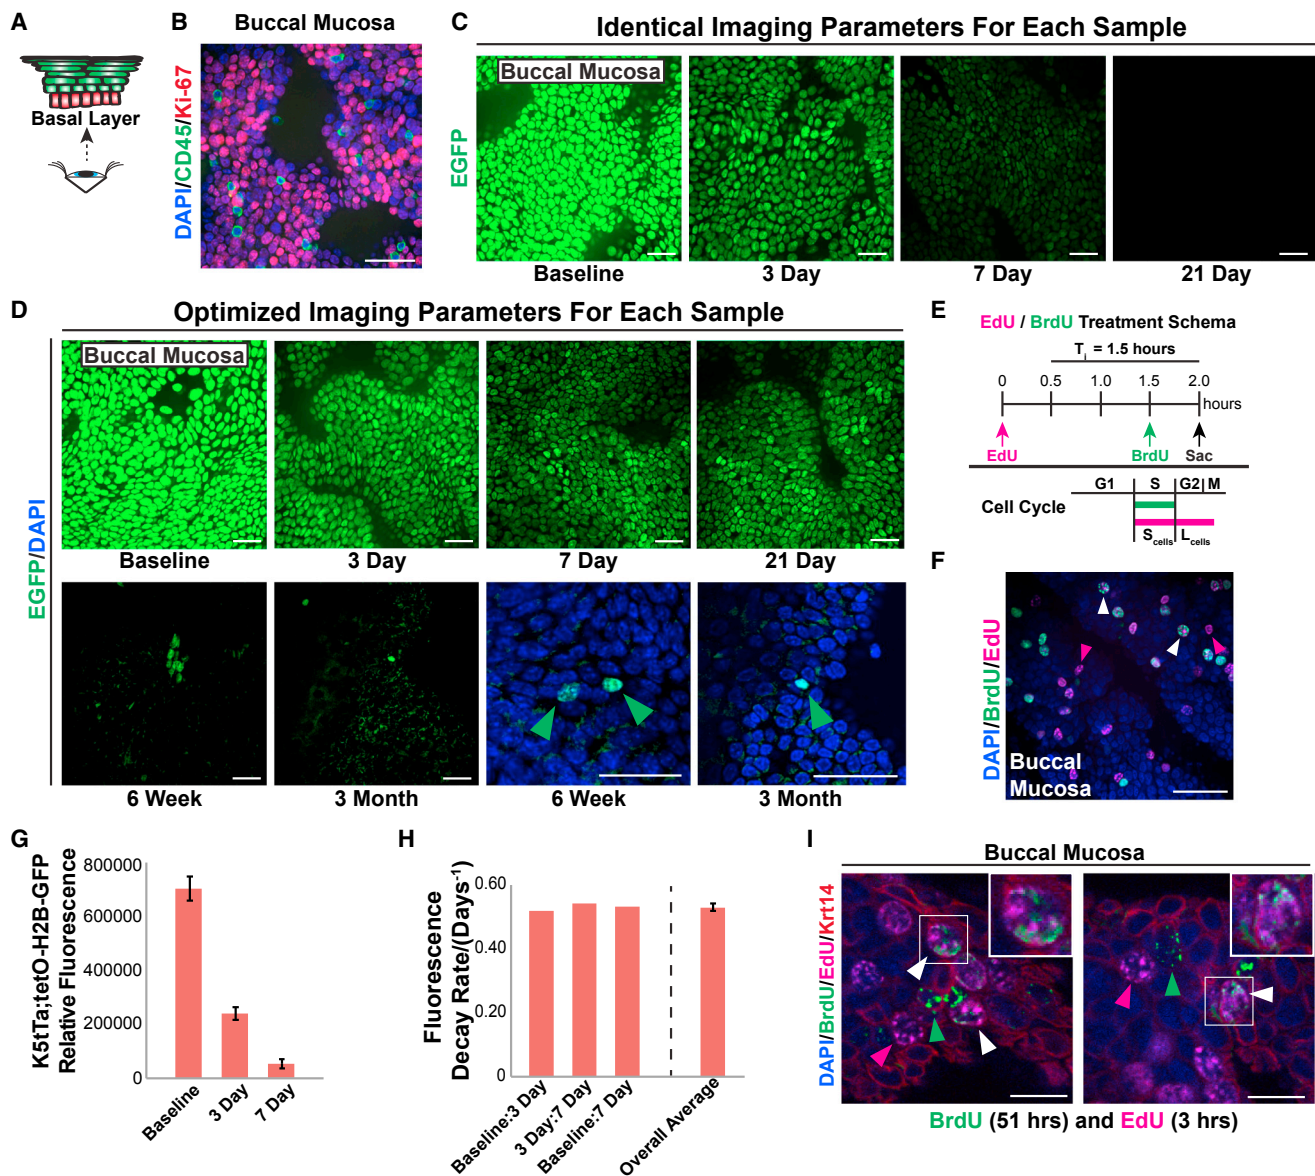 A
Basal Layer
B
Buccal Mucosa
DAPI/CD45/Ki-67
C
Identical Imaging Parameters For Each Sample
Buccal Mucosa
EGFP
Baseline
3 Day
7 Day
21 Day
D
Optimized Imaging Parameters For Each Sample
Buccal Mucosa
EGFP/DAPI
Baseline
3 Day
7 Day
21 Day
6 Week
3 Month
6 Week
3 Month
E
EdU / BrdU Treatment Schema
Ti = 1.5 hours
0 0.5 1.0 1.5 2.0
hours
EdU BrdU Sac
G1 S G2 M
Cell Cycle
Scells Lcells
F
DAPI/BrdU/EdU
Buccal
Mucosa
G
K5tTa;tetO-H2B-GFP
Relative Fluorescence
800000
600000
400000
200000
0
Baseline
3 Day
7 Day
H
Fluorescence
Decay Rate/(Days-1)
0.60
0.40
0.20
0
Baseline:3 Day
3 Day:7 Day
Baseline:7 Day
Overall Average
I
Buccal Mucosa
DAPI/BrdU/EdU/Krt14
BrdU (51 hrs) and EdU (3 hrs)